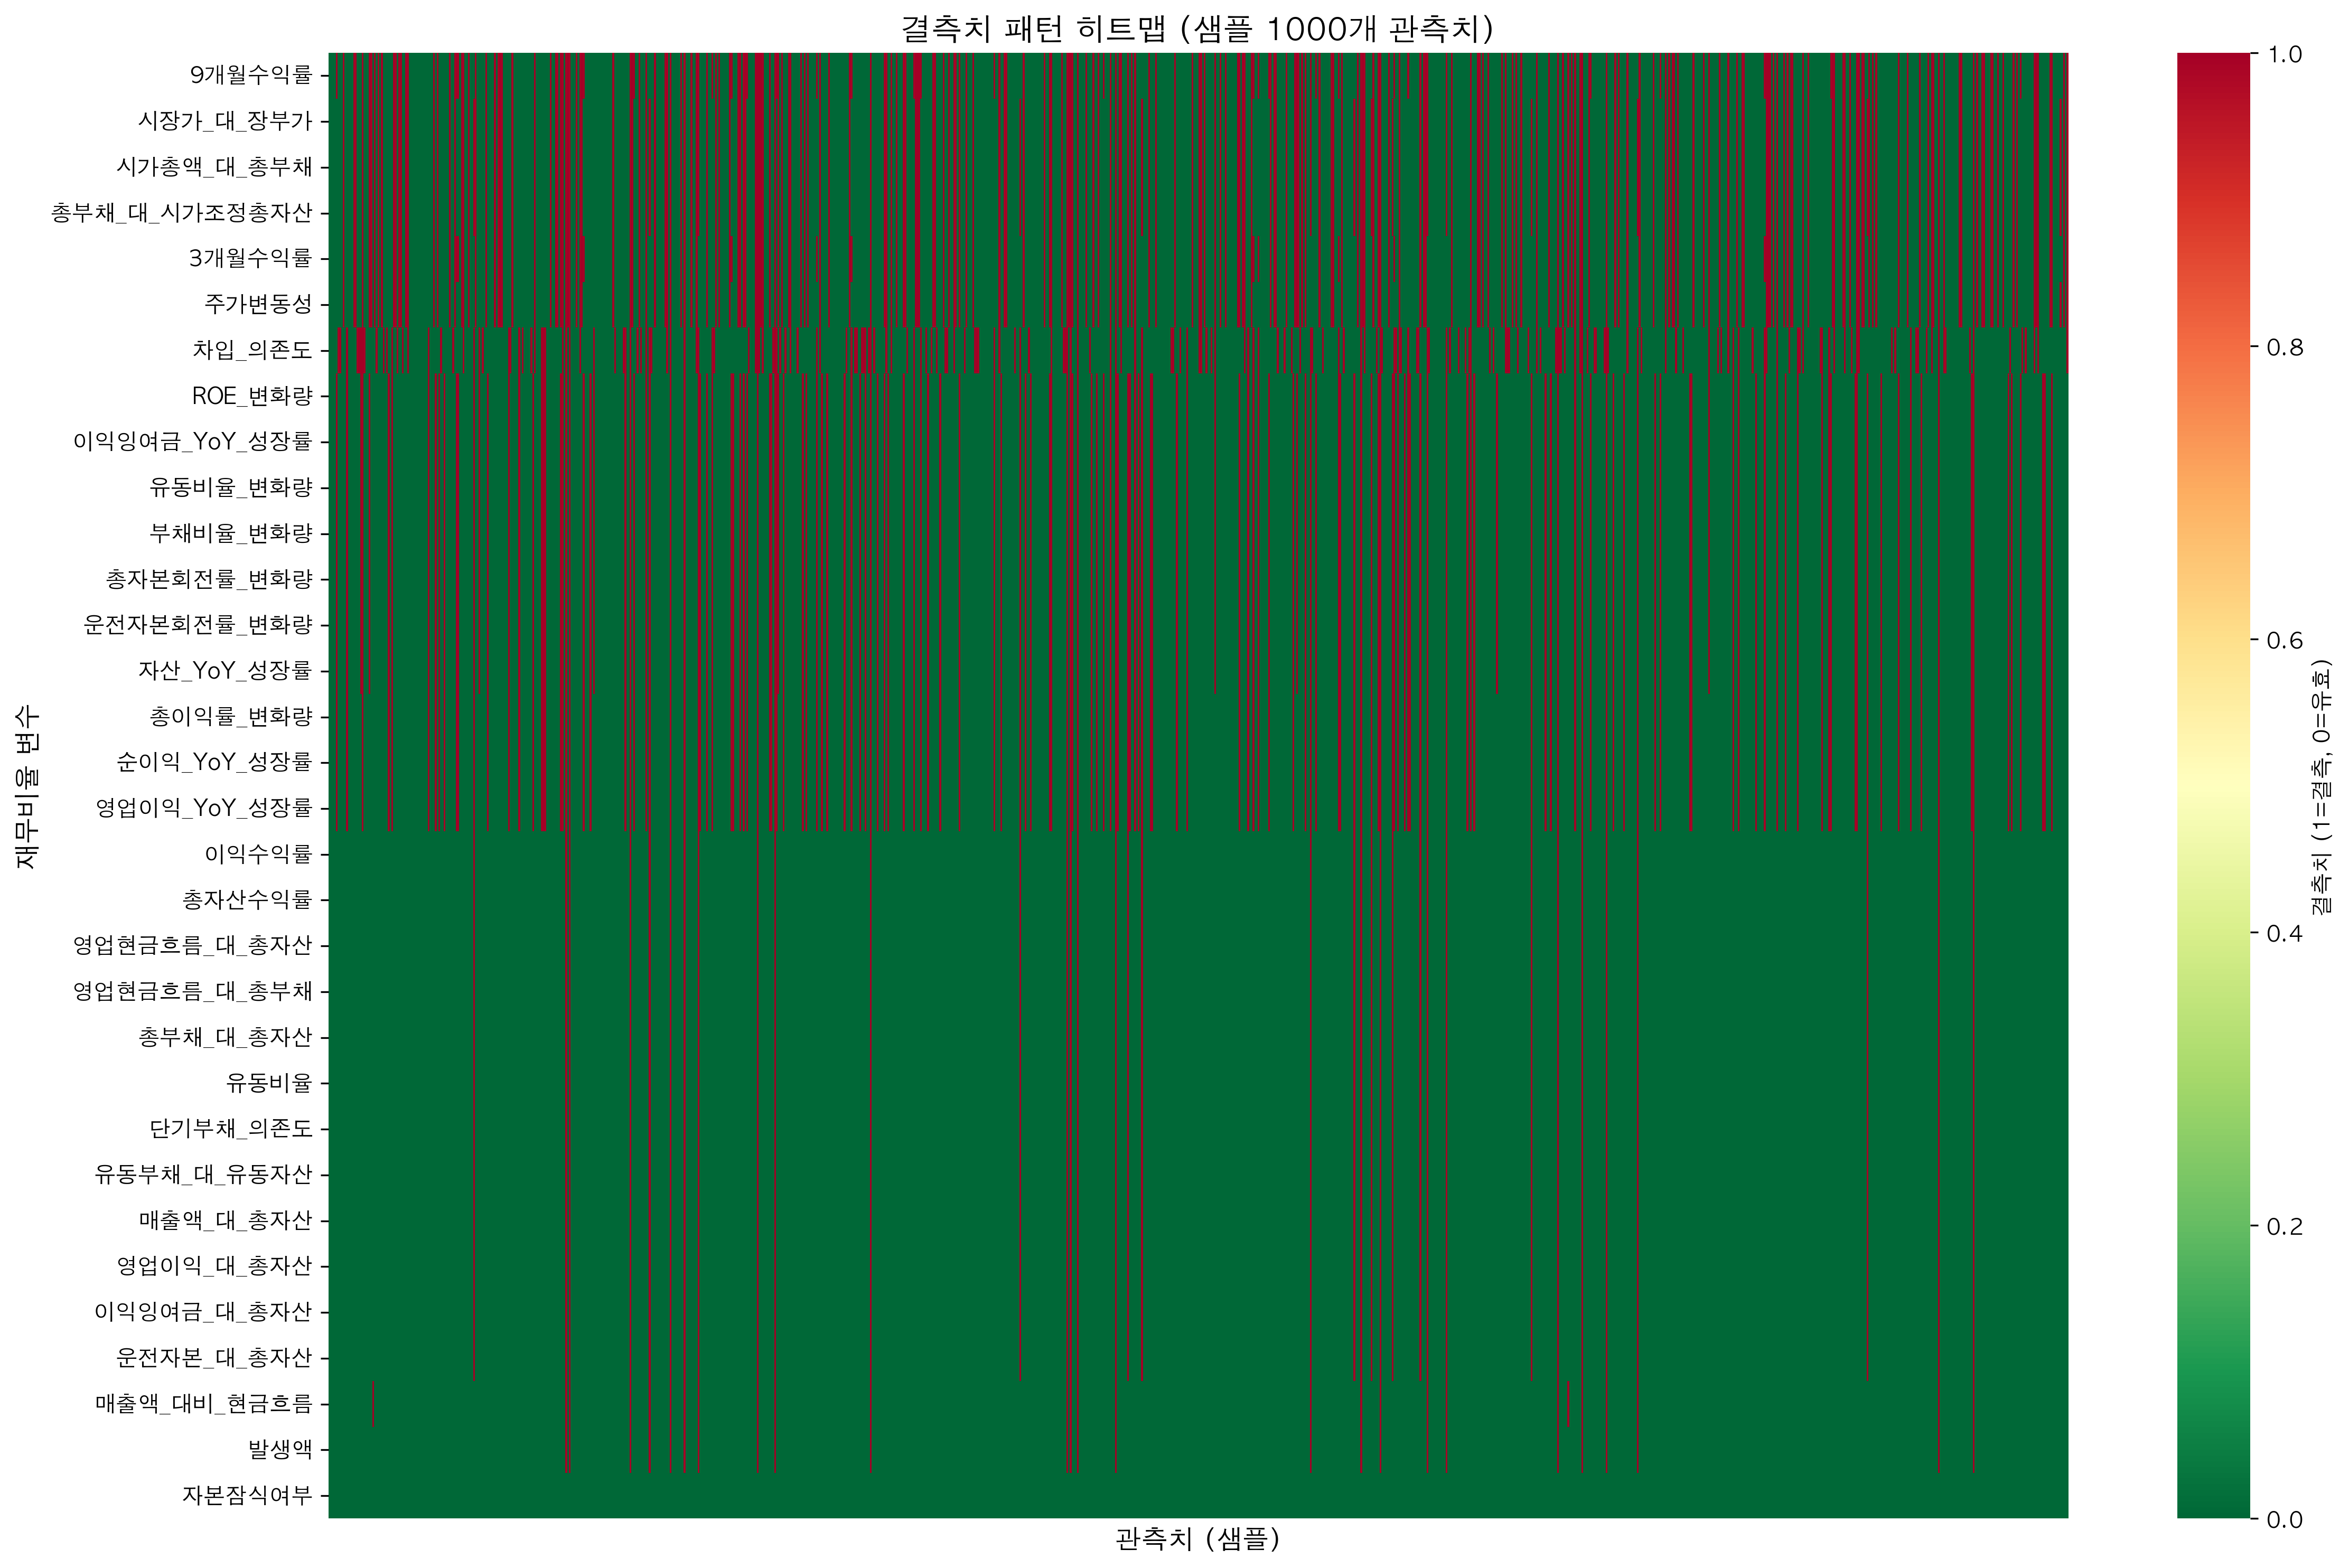 결측치 패턴 히트맵 (샘플 1000개 관측치)
재무비율 변수
9개월수익률
시장가_대_장부가
시가총액_대_총부채
총부채_대_시가조정총자산
3개월수익률
주가변동성
차입_의존도
ROE_변화량
이익잉여금_YoY_성장률
유동비율_변화량
부채비율_변화량
총자본회전률_변화량
운전자본회전률_변화량
자산_YoY_성장률
총이익률_변화량
순이익_YoY_성장률
영업이익_YoY_성장률
이익수익률
총자산수익률
영업현금흐름_대_총자산
영업현금흐름_대_총부채
총부채_대_총자산
유동비율
단기부채_의존도
유동부채_대_유동자산
매출액_대_총자산
영업이익_대_총자산
이익잉여금_대_총자산
운전자본_대_총자산
매출액_대비_현금흐름
발생액
자본잠식여부
관측치 (샘플)
1.0
0.8
0.6
0.4
0.2
0.0
결측치 (1=결측, 0=유효)